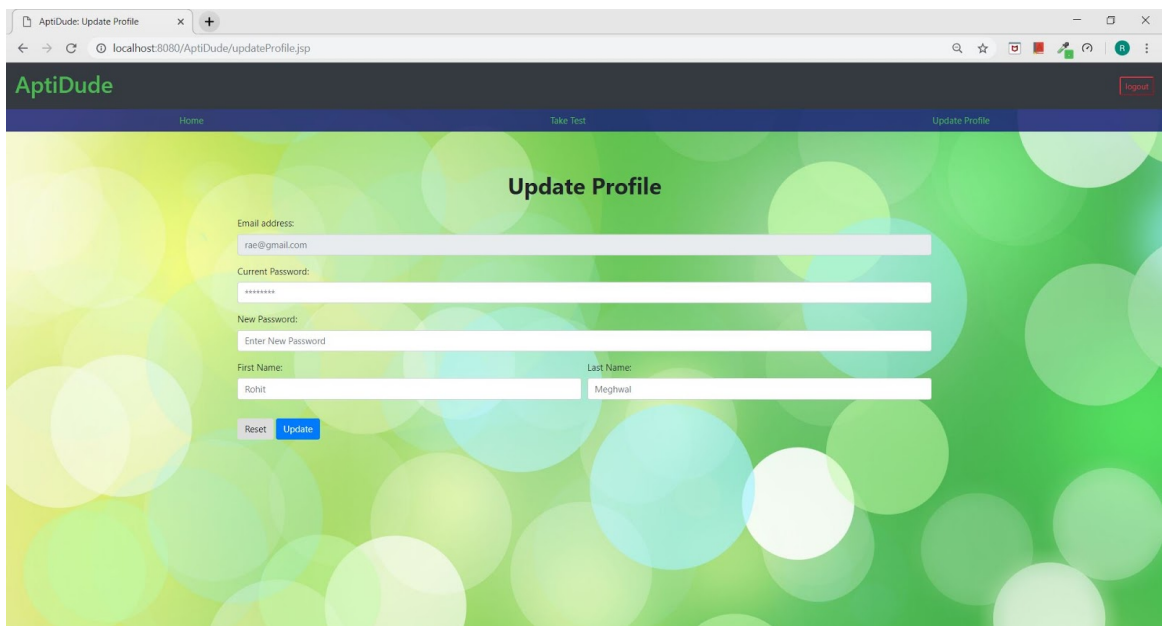 AptiDude: Update Profile
localhost:8080/AptiDude/updateProfile.jsp
R
AptiDude
logout
Home Take Test Update Profile
Update Profile
Email address:
rae@gmail.com
Current Password:
********
New Password:
Enter New Password
First Name: Last Name:
Rohit Meghwal
Reset Update